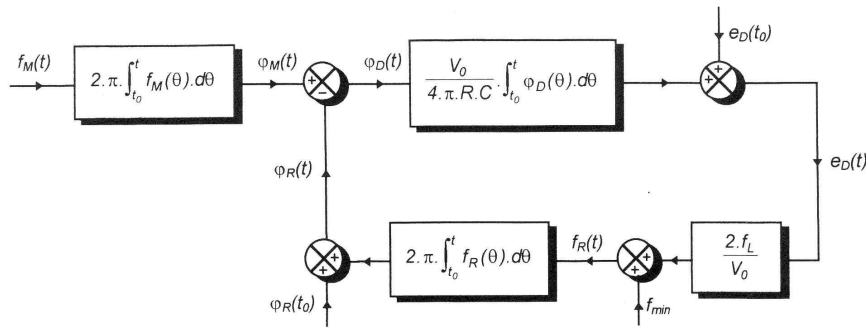 e_D(t_0)
f_M(t)
2.π.∫_{t_0}^{t} f_M(θ).dθ
φ_M(t)
+
−
φ_D(t)
V_0 / 4.π.R.C . ∫_{t_0}^{t} φ_D(θ).dθ
+
+
φ_R(t)
e_D(t)
+
+
2.π.∫_{t_0}^{t} f_R(θ).dθ
f_R(t)
+
+
2.f_L / V_0
φ_R(t_0)
f_min